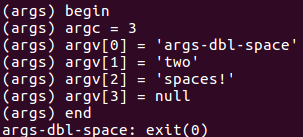 (args) begin
(args) argc = 3
(args) argv[0] = 'args-dbl-space'
(args) argv[1] = 'two'
(args) argv[2] = 'spaces!'
(args) argv[3] = null
(args) end
args-dbl-space: exit(0)